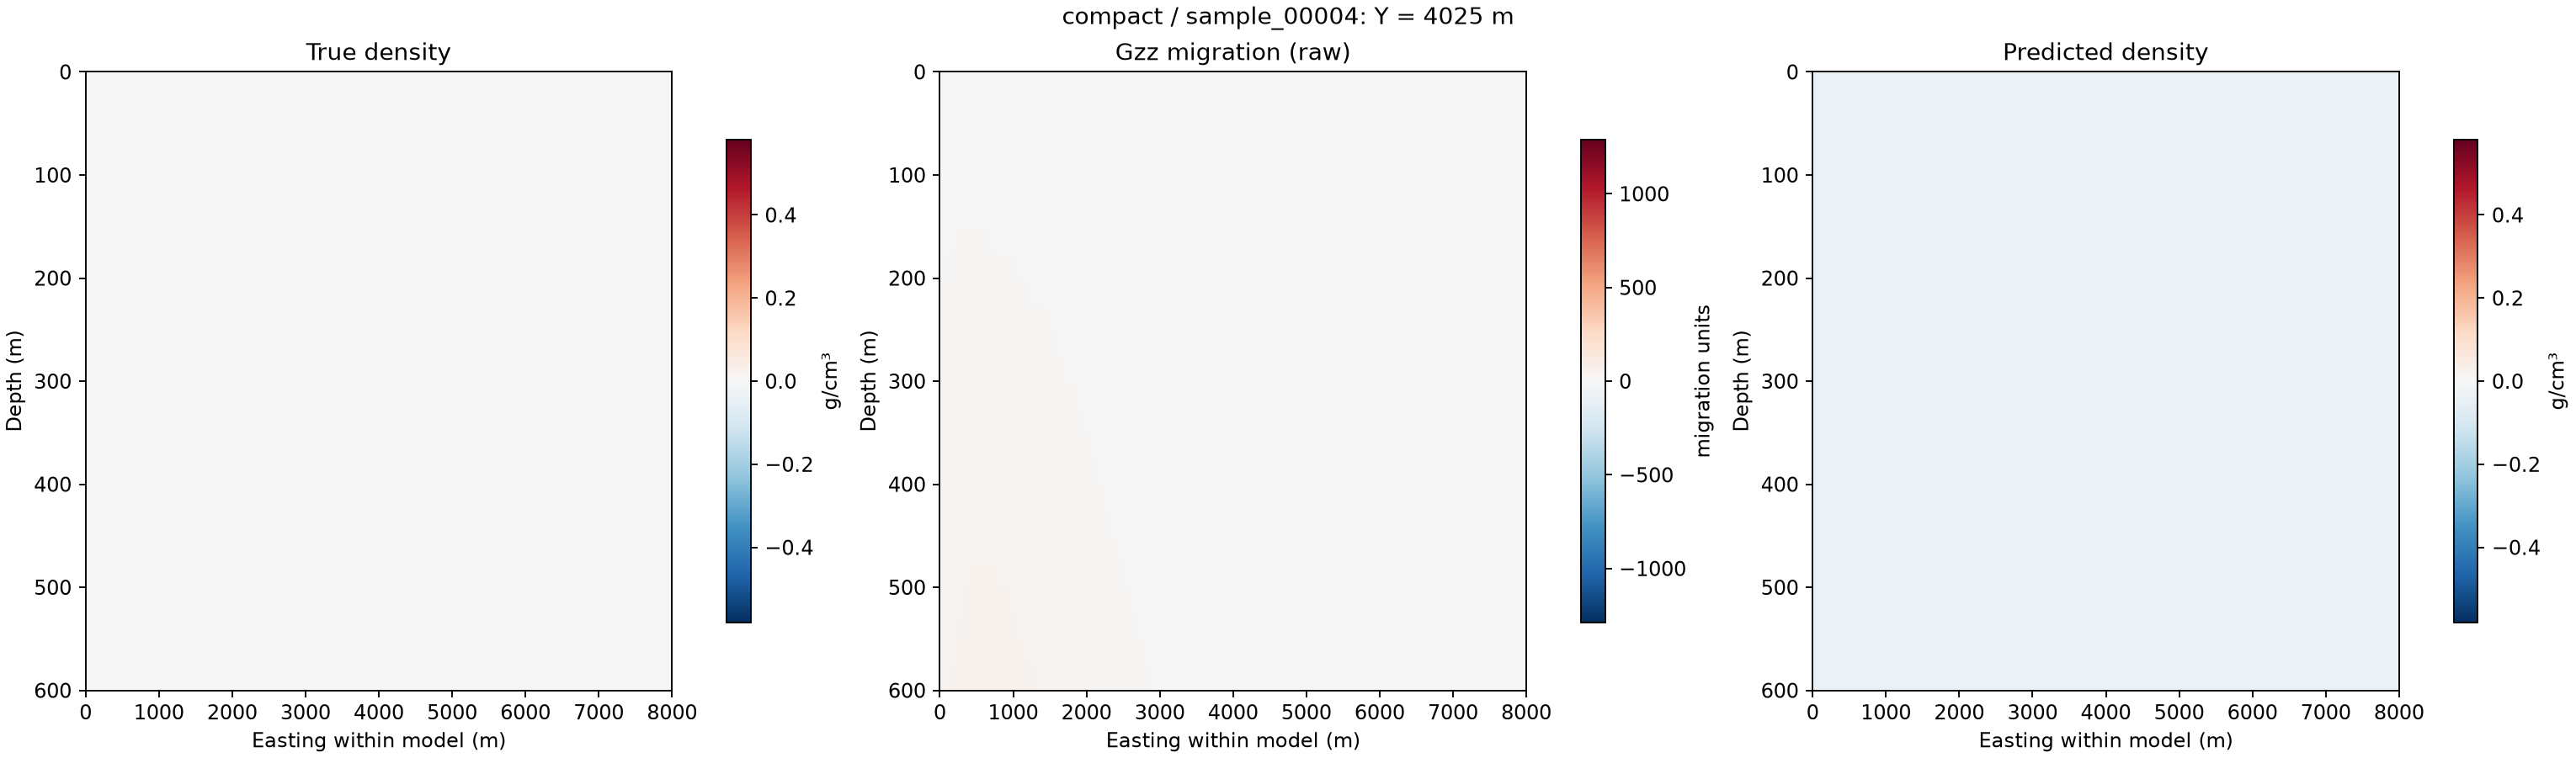 compact / sample_00004: Y = 4025 m
True density
0
100
200
300
400
500
600
Depth (m)
0 1000 2000 3000 4000 5000 6000 7000 8000
Easting within model (m)
0.4
0.2
0.0
−0.2
−0.4
g/cm³
Gzz migration (raw)
0
100
200
300
400
500
600
Depth (m)
0 1000 2000 3000 4000 5000 6000 7000 8000
Easting within model (m)
1000
500
0
−500
−1000
migration units
Predicted density
0
100
200
300
400
500
600
Depth (m)
0 1000 2000 3000 4000 5000 6000 7000 8000
Easting within model (m)
0.4
0.2
0.0
−0.2
−0.4
g/cm³